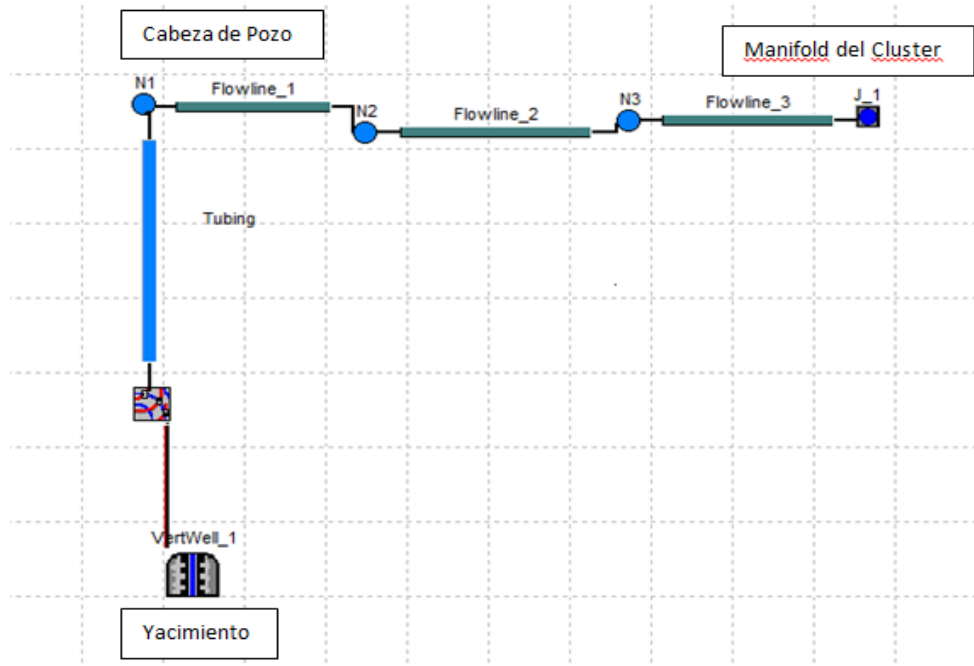 Cabeza de Pozo
Manifold del Cluster
N1
Flowline_1
N2
Flowline_2
N3
Flowline_3
J_1
Tubing
VertWell_1
Yacimiento